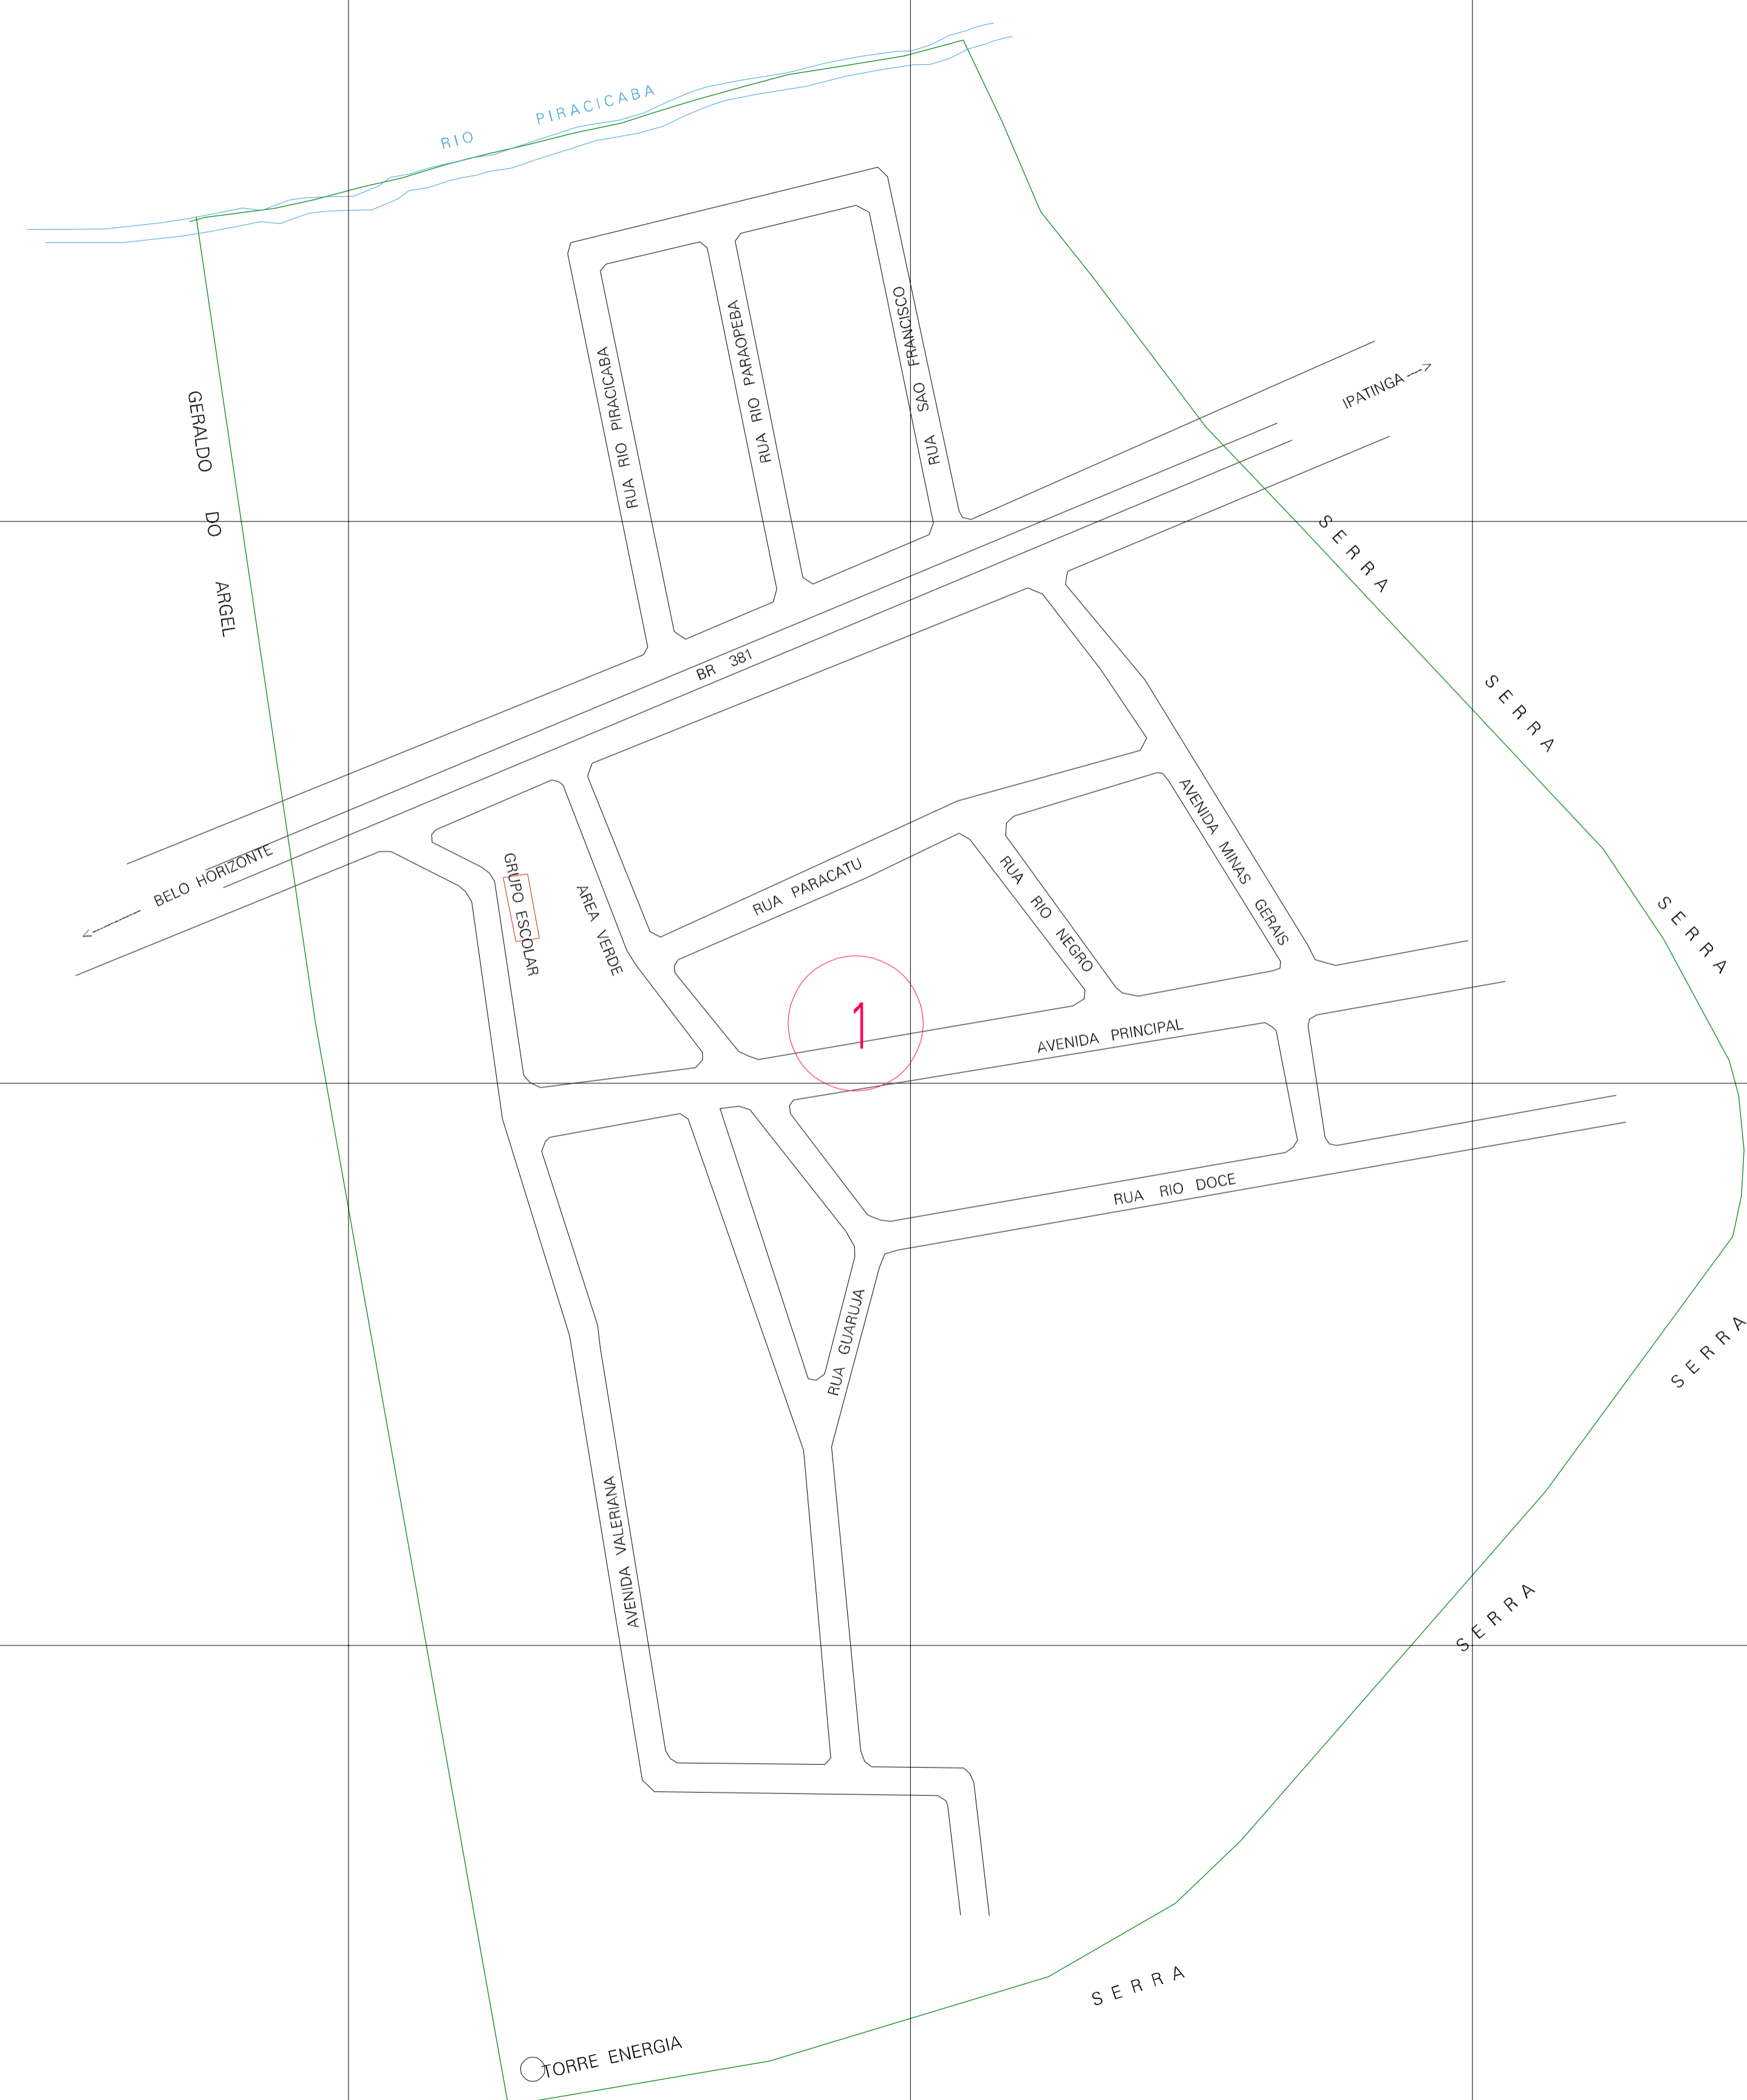 RIO PIRACICABA
RUA RIO PIRACICABA
RUA RIO PARAOPEBA
RUA SAO FRANCISCO
IPATINGA
GERALDO DO ARGEL
SERRA
BR 381
SERRA
BELO HORIZONTE
GRUPO ESCOLAR
AREA VERDE
RUA PARACATU
RUA RIO NEGRO
AVENIDA MINAS GERAIS
SERRA
1
AVENIDA PRINCIPAL
RUA RIO DOCE
RUA GUARUJA
SERRA
AVENIDA VALERIANA
SERRA
SERRA
TORRE ENERGIA